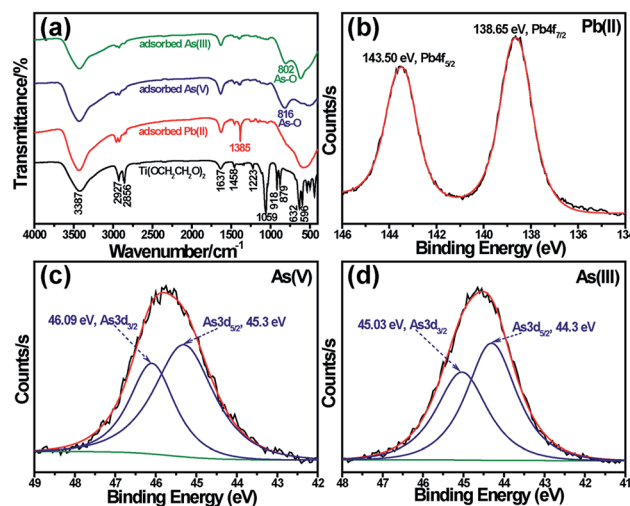 (a)
adsorbed As(III)
802
As-O
adsorbed As(V)
816
As-O
adsorbed Pb(II)
1385
Ti(OCH2CH2O)2
3387
2927
2856
1637
1458
1223
1059
918
879
632
596
Transmittance/%
4000 3500 3000 2500 2000 1500 1000 500
Wavenumber/cm-1
(b)
Pb(II)
138.65 eV, Pb4f7/2
143.50 eV, Pb4f5/2
Counts/s
146 144 142 140 138 136 134
Binding Energy (eV)
(c)
As(V)
46.09 eV, As3d3/2
As3d5/2, 45.3 eV
Counts/s
49 48 47 46 45 44 43 42
Binding Energy (eV)
(d)
As(III)
45.03 eV, As3d3/2
As3d5/2, 44.3 eV
Counts/s
48 47 46 45 44 43 42 41
Binding Energy (eV)